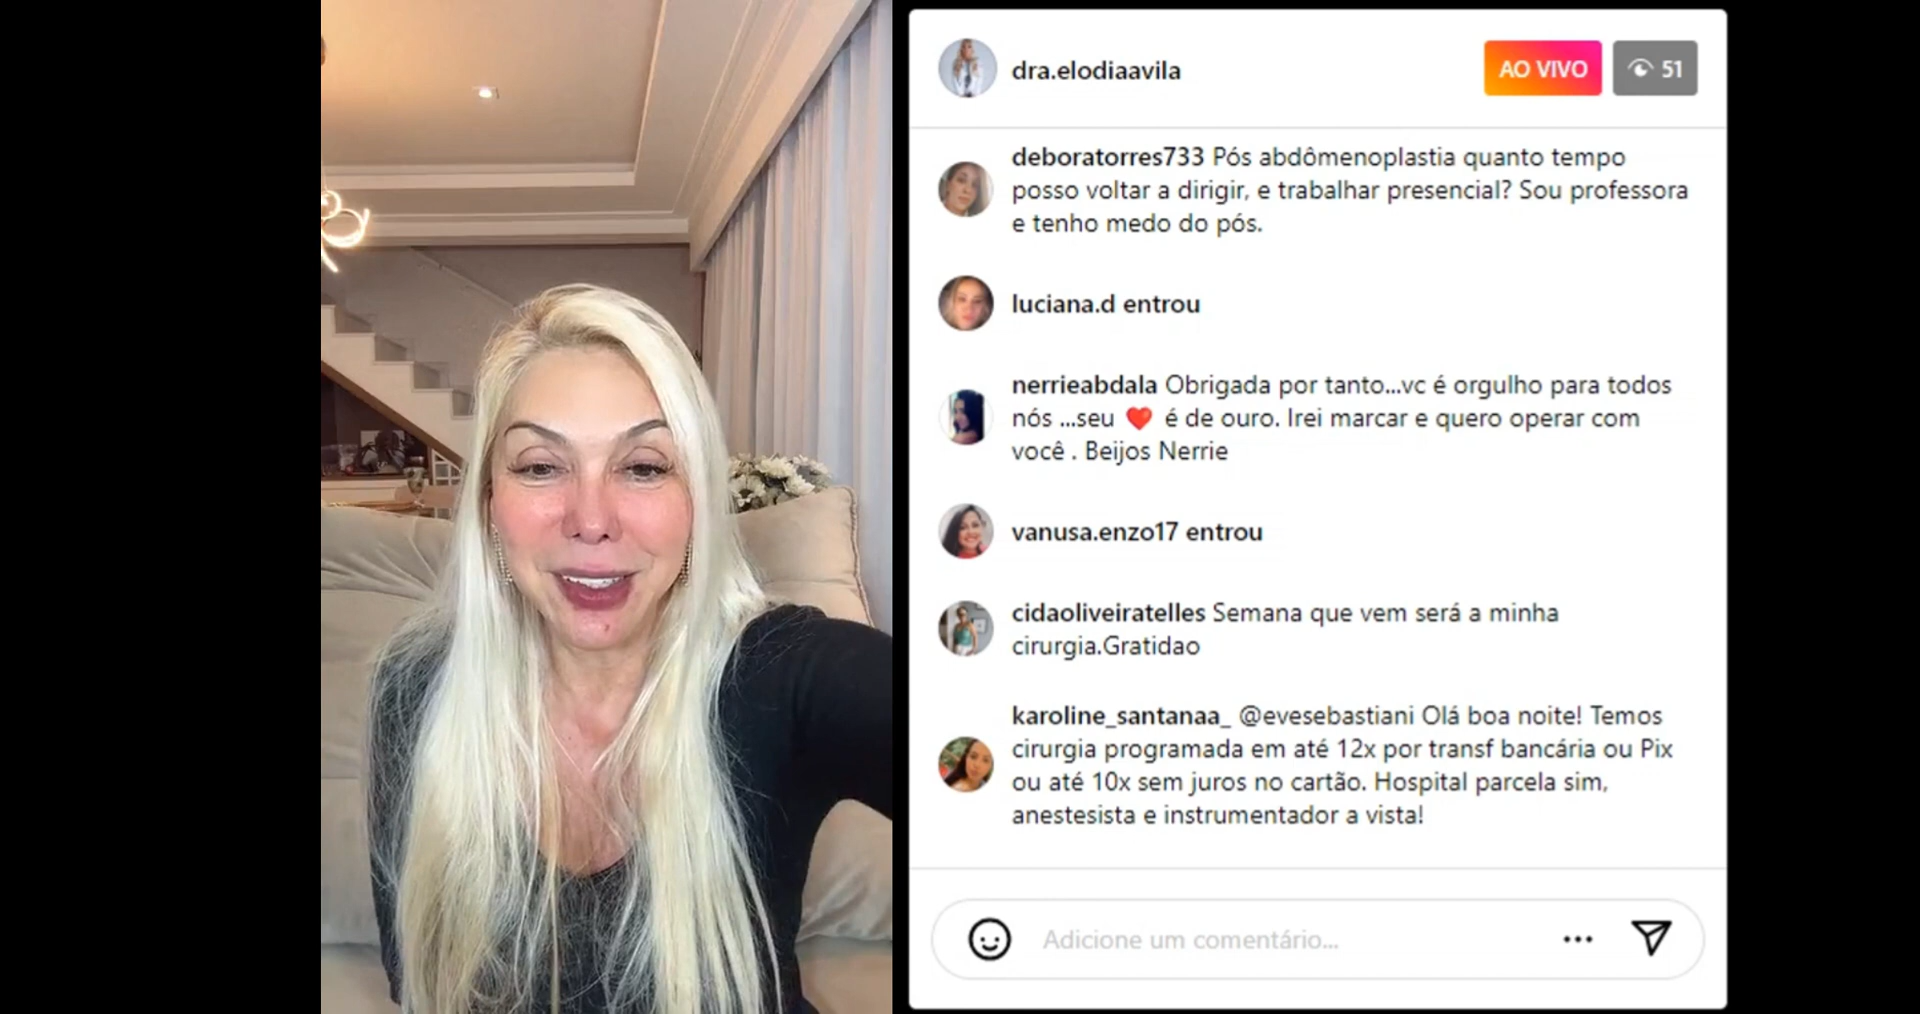 dra.elodiaavila
AO VIVO
51
deboratorres733 Pós abdômenoplastia quanto tempo
posso voltar a dirigir, e trabalhar presencial? Sou professora
e tenho medo do pós.
luciana.d entrou
nerrieabdala Obrigada por tanto...vc é orgulho para todos
nós ...seu ❤️ é de ouro. Irei marcar e quero operar com
você . Beijos Nerrie
vanusa.enzo17 entrou
cidaoliveiratelles Semana que vem será a minha
cirurgia.Gratidao
karoline_santanaa_ @evesebastiani Olá boa noite! Temos
cirurgia programada em até 12x por transf bancária ou Pix
ou até 10x sem juros no cartão. Hospital parcela sim,
anestesista e instrumentador a vista!
Adicione um comentário...